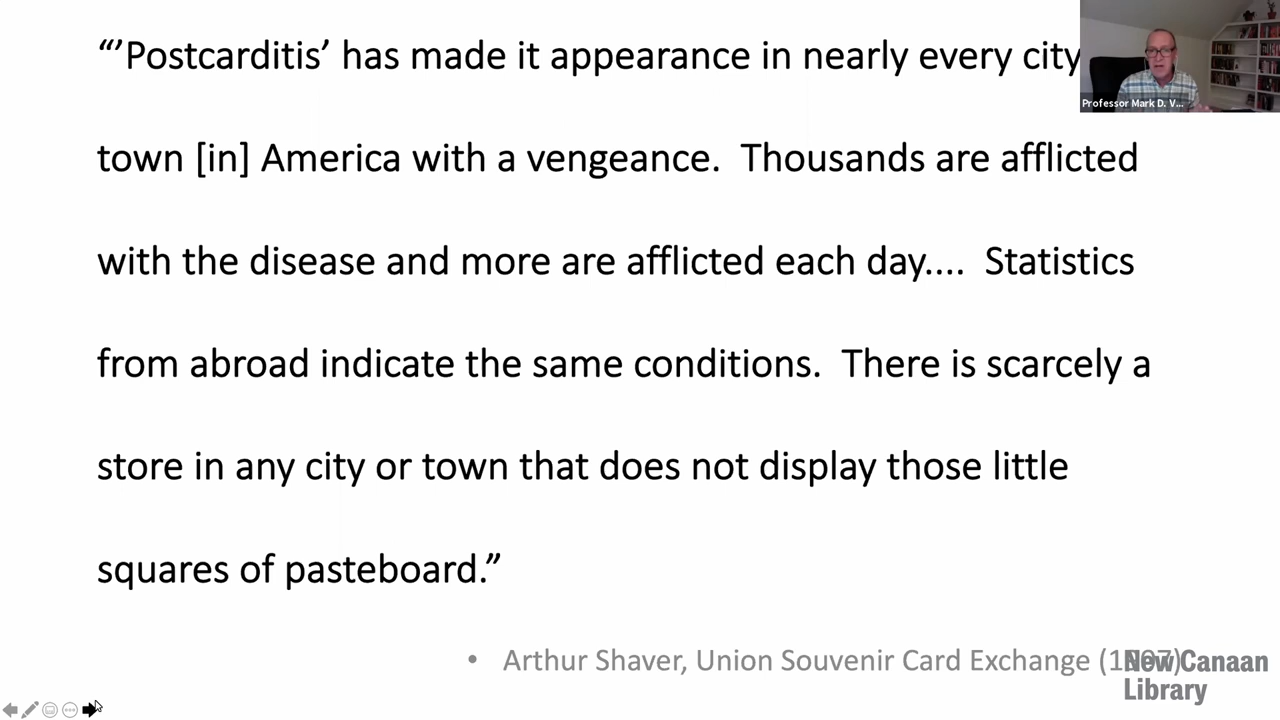 “’Postcarditis’ has made it appearance in nearly every city
Professor Mark D. V...
town [in] America with a vengeance. Thousands are afflicted
with the disease and more are afflicted each day.... Statistics
from abroad indicate the same conditions. There is scarcely a
store in any city or town that does not display those little
squares of pasteboard.”
• Arthur Shaver, Union Souvenir Card Exchange
New Canaan
Library